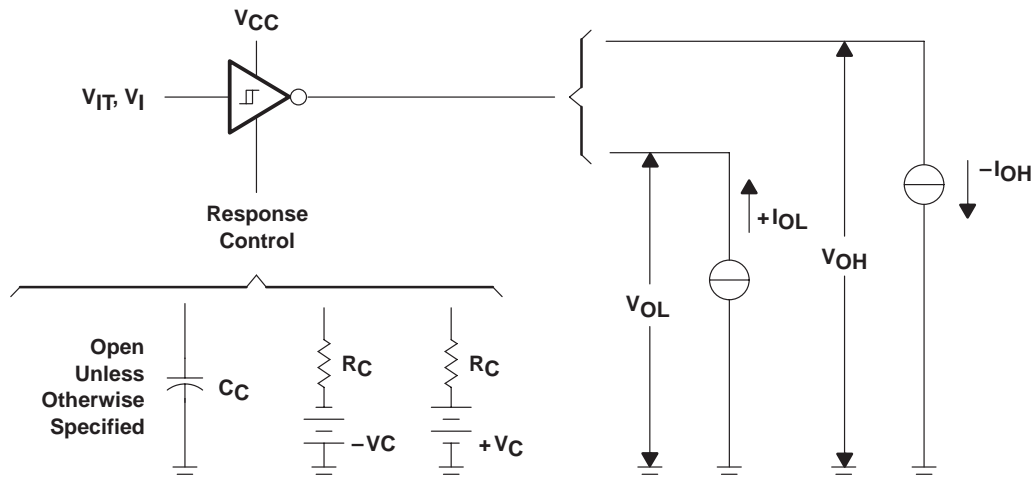 VCC
VIT, VI
Response
Control
–IOH
+IOL
VOH
VOL
Open
Unless
Otherwise
Specified
CC
RC
–VC
RC
+VC